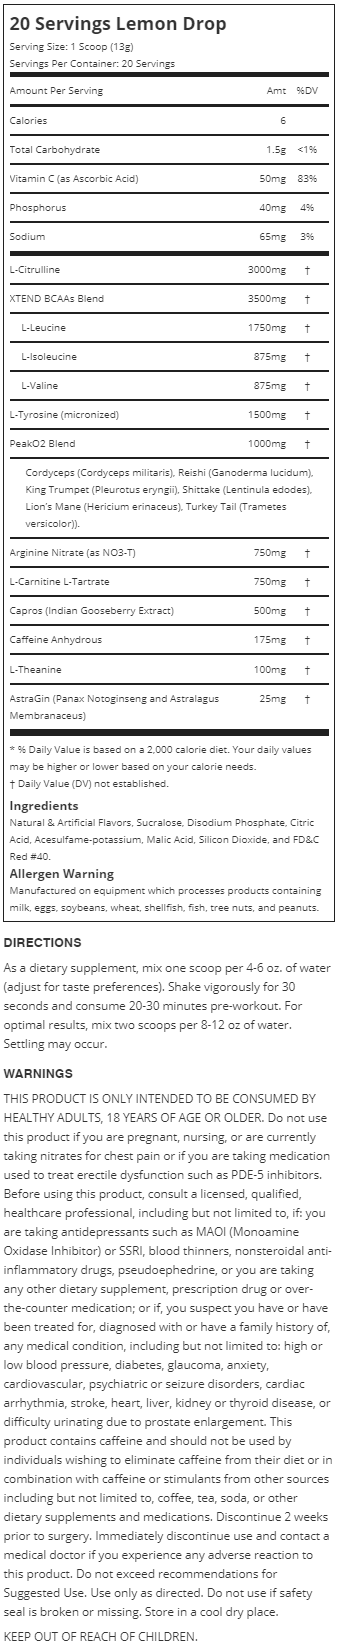 20 Servings Lemon Drop
Serving Size: 1 Scoop (13g)
Servings Per Container: 20 Servings
Amount Per Serving Amt %DV
Calories 6
Total Carbohydrate 1.5g <1%
Vitamin C (as Ascorbic Acid) 50mg 83%
Phosphorus 40mg 4%
Sodium 65mg 3%
L-Citrulline 3000mg †
XTEND BCAAs Blend 3500mg †
L-Leucine 1750mg †
L-Isoleucine 875mg †
L-Valine 875mg †
L-Tyrosine (micronized) 1500mg †
PeakO2 Blend 1000mg †
Cordyceps (Cordyceps militaris), Reishi (Ganoderma lucidum),
King Trumpet (Pleurotus eryngii), Shittake (Lentinula edodes),
Lion's Mane (Hericium erinaceus), Turkey Tail (Trametes
versicolor)).
Arginine Nitrate (as NO3-T) 750mg †
L-Carnitine L-Tartrate 750mg †
Capros (Indian Gooseberry Extract) 500mg †
Caffeine Anhydrous 175mg †
L-Theanine 100mg †
AstraGin (Panax Notoginseng and Astralagus 25mg †
Membranaceus)
* % Daily Value is based on a 2,000 calorie diet. Your daily values
may be higher or lower based on your calorie needs.
† Daily Value (DV) not established.
Ingredients
Natural & Artificial Flavors, Sucralose, Disodium Phosphate, Citric
Acid, Acesulfame-potassium, Malic Acid, Silicon Dioxide, and FD&C
Red #40.
Allergen Warning
Manufactured on equipment which processes products containing
milk, eggs, soybeans, wheat, shellfish, fish, tree nuts, and peanuts.
DIRECTIONS
As a dietary supplement, mix one scoop per 4-6 oz. of water
(adjust for taste preferences). Shake vigorously for 30
seconds and consume 20-30 minutes pre-workout. For
optimal results, mix two scoops per 8-12 oz of water.
Settling may occur.
WARNINGS
THIS PRODUCT IS ONLY INTENDED TO BE CONSUMED BY
HEALTHY ADULTS, 18 YEARS OF AGE OR OLDER. Do not use
this product if you are pregnant, nursing, or are currently
taking nitrates for chest pain or if you are taking medication
used to treat erectile dysfunction such as PDE-5 inhibitors.
Before using this product, consult a licensed, qualified,
healthcare professional, including but not limited to, if: you
are taking antidepressants such as MAOI (Monoamine
Oxidase Inhibitor) or SSRI, blood thinners, nonsteroidal anti-
inflammatory drugs, pseudoephedrine, or you are taking
any other dietary supplement, prescription drug or over-
the-counter medication; or if, you suspect you have or have
been treated for, diagnosed with or have a family history of,
any medical condition, including but not limited to: high or
low blood pressure, diabetes, glaucoma, anxiety,
cardiovascular, psychiatric or seizure disorders, cardiac
arrhythmia, stroke, heart, liver, kidney or thyroid disease, or
difficulty urinating due to prostate enlargement. This
product contains caffeine and should not be used by
individuals wishing to eliminate caffeine from their diet or in
combination with caffeine or stimulants from other sources
including but not limited to, coffee, tea, soda, or other
dietary supplements and medications. Discontinue 2 weeks
prior to surgery. Immediately discontinue use and contact a
medical doctor if you experience any adverse reaction to
this product. Do not exceed recommendations for
Suggested Use. Use only as directed. Do not use if safety
seal is broken or missing. Store in a cool dry place.
KEEP OUT OF REACH OF CHILDREN.